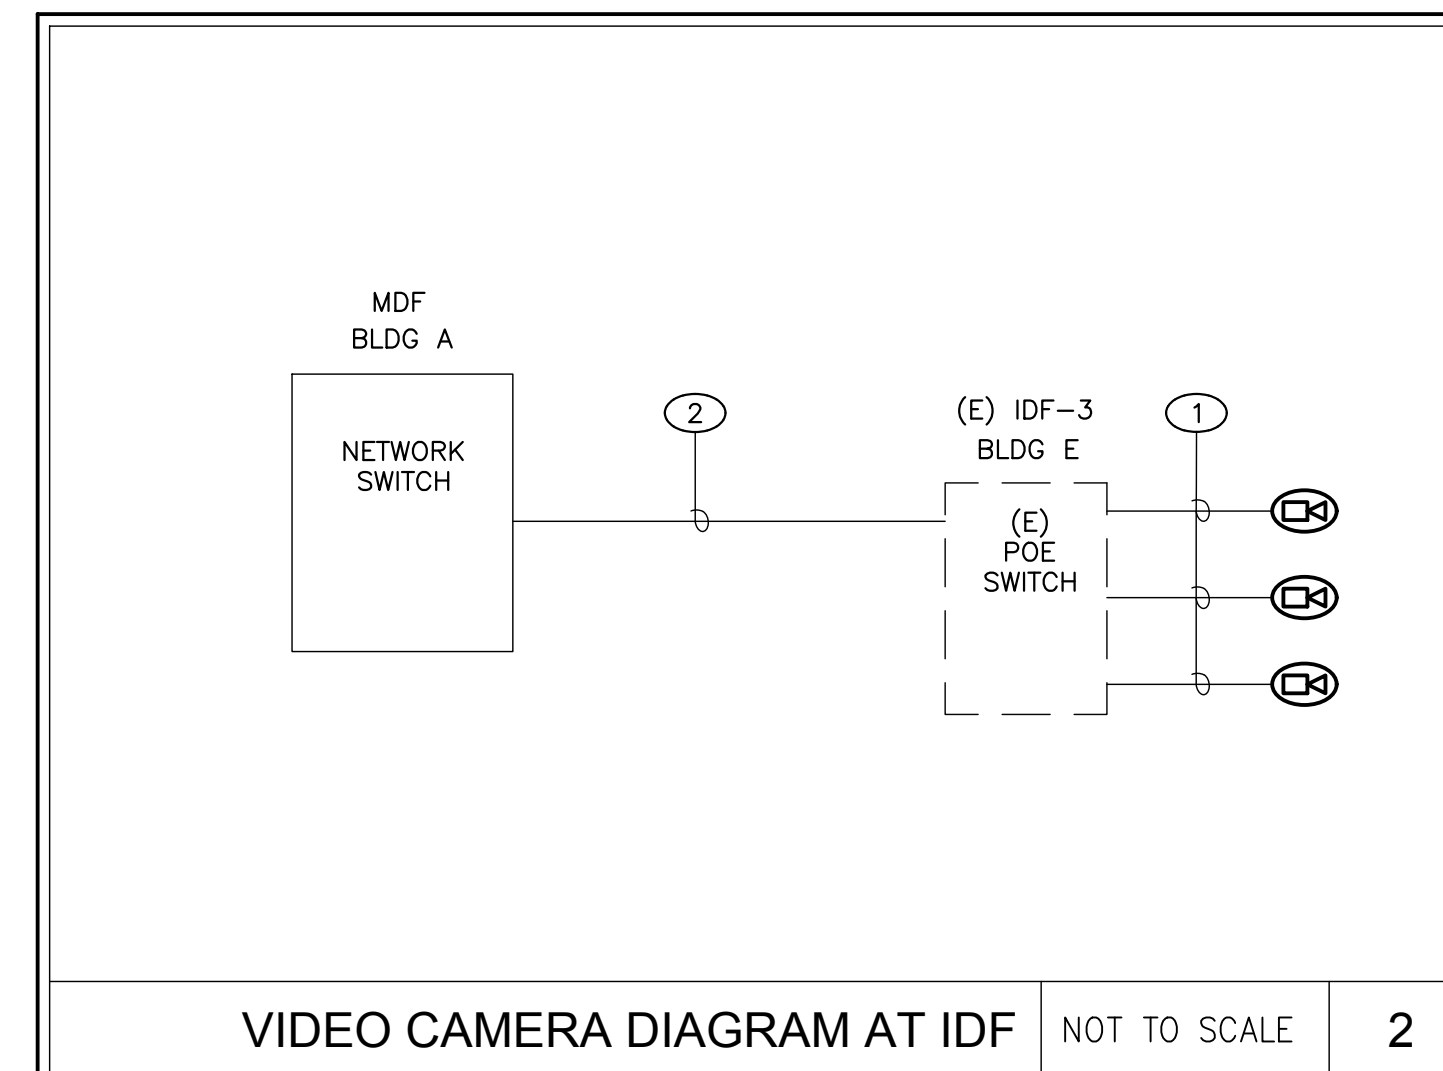 MDF
BLDG A
NETWORK
SWITCH
2
(E) IDF-3
BLDG E
(E)
POE
SWITCH
1
VIDEO CAMERA DIAGRAM AT IDF
NOT TO SCALE
2